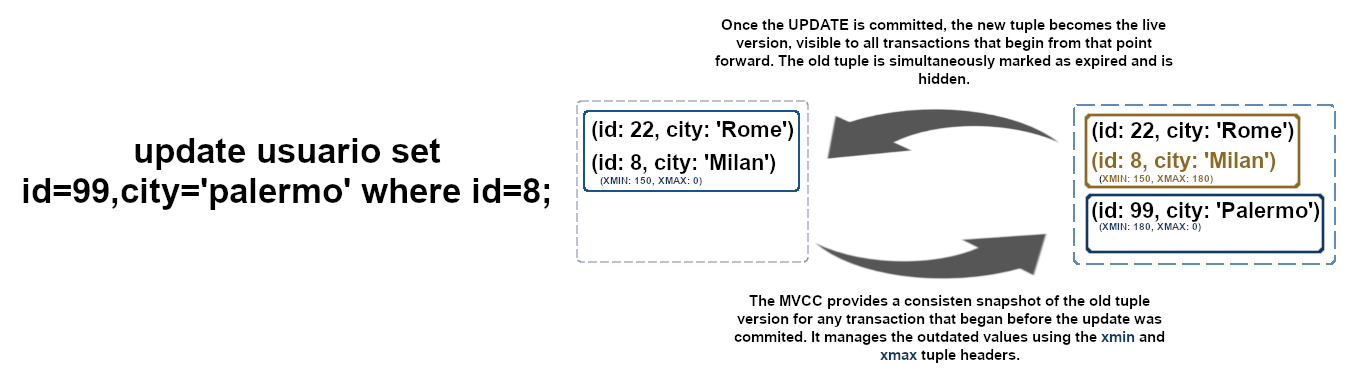 Once the UPDATE is committed, the new tuple becomes the live
version, visible to all transactions that begin from that point
forward. The old tuple is simultaneously marked as expired and is
hidden.
update usuario set
id=99,city='palermo' where id=8;
(id: 22, city: 'Rome')
(id: 8, city: 'Milan')
(XMIN: 150, XMAX: 0)
(id: 22, city: 'Rome')
(id: 8, city: 'Milan')
(XMIN: 150, XMAX: 180)
(id: 99, city: 'Palermo')
(XMIN: 180, XMAX: 0)
The MVCC provides a consisten snapshot of the old tuple
version for any transaction that began before the update was
commited. It manages the outdated values using the xmin and
xmax tuple headers.